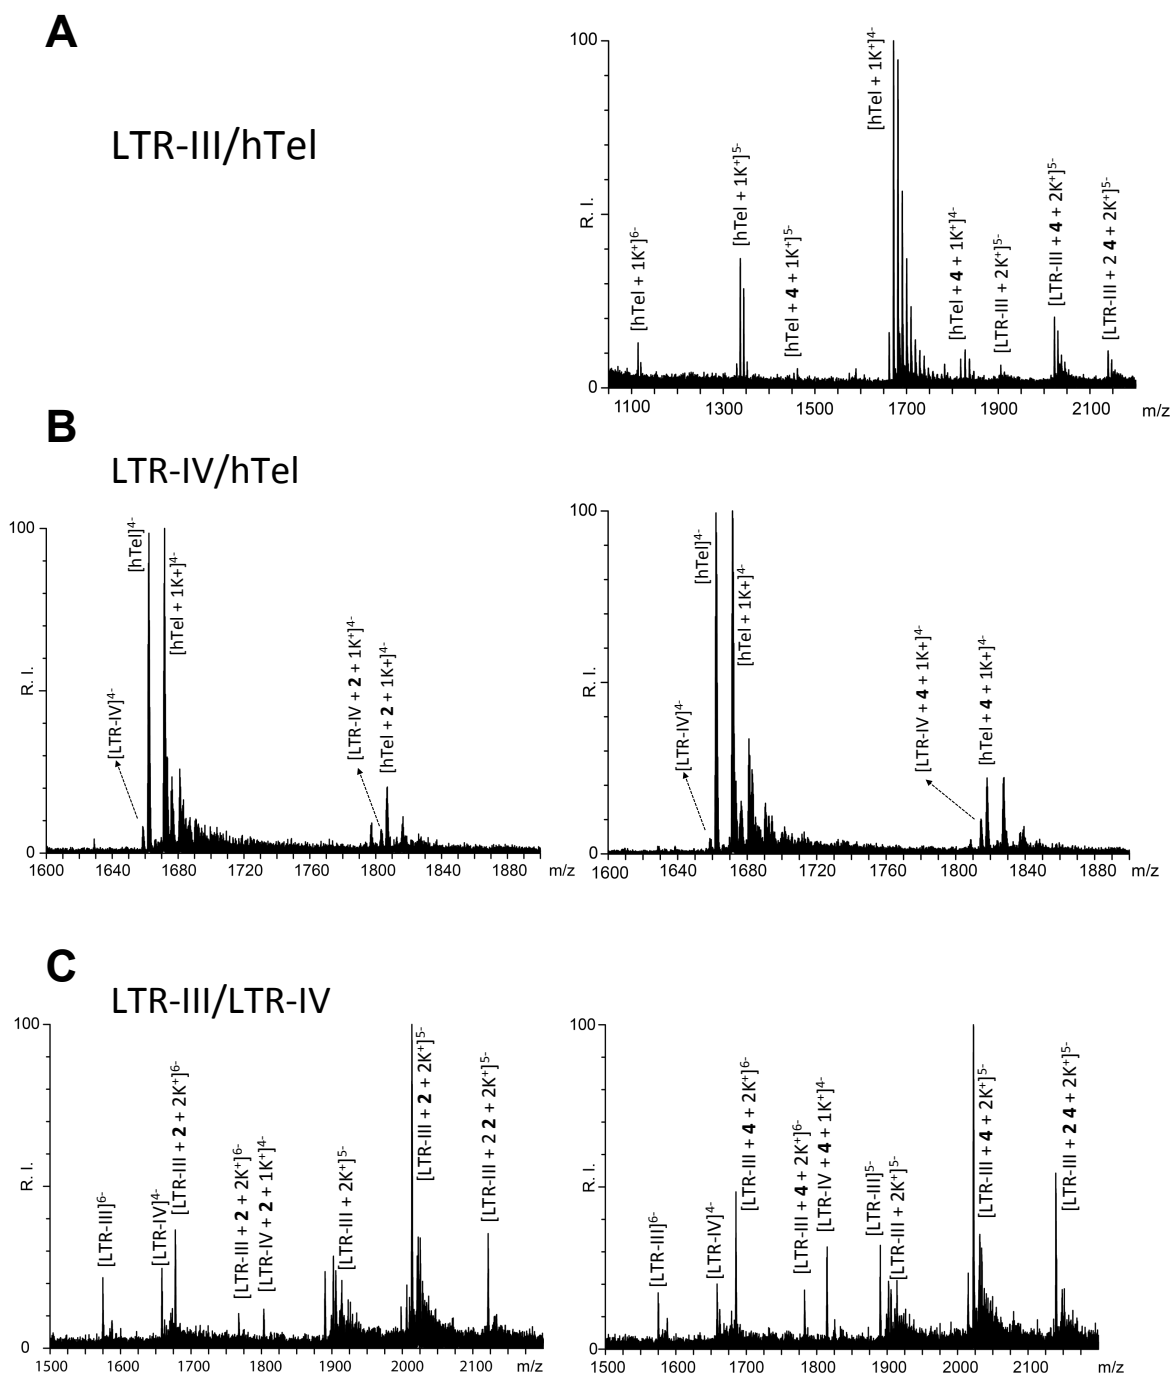 A
LTR-III/hTel
100
R. I.
0
[hTel + 1K⁺]⁶⁻
[hTel + 1K⁺]⁵⁻
[hTel + 4 + 1K⁺]⁵⁻
[hTel + 1K⁺]⁴⁻
[hTel + 4 + 1K⁺]⁴⁻
[LTR-III + 2K⁺]⁵⁻
[LTR-III + 4 + 2K⁺]⁵⁻
[LTR-III + 2 4 + 2K⁺]⁵⁻
1100 1300 1500 1700 1900 2100 m/z
B
LTR-IV/hTel
100
R. I.
0
[LTR-IV]⁴⁻
[hTel]⁴⁻
[hTel + 1K+]⁴⁻
[LTR-IV + 2 + 1K⁺]⁴⁻
[hTel + 2 + 1K+]⁴⁻
1600 1640 1680 1720 1760 1800 1840 1880 m/z
100
R. I.
0
[LTR-IV]⁴⁻
[hTel]⁴⁻
[hTel + 1K+]⁴⁻
[LTR-IV + 4 + 1K+]⁴⁻
[hTel + 4 + 1K+]⁴⁻
1600 1640 1680 1720 1760 1800 1840 1880 m/z
C
LTR-III/LTR-IV
100
R. I.
0
[LTR-III]⁶⁻
[LTR-IV]⁴⁻
[LTR-III + 2 + 2K⁺]⁶⁻
[LTR-III + 2 + 2K⁺]⁶⁻
[LTR-IV + 2 + 1K⁺]⁴⁻
[LTR-III + 2K⁺]⁵⁻
[LTR-III + 2 + 2K⁺]⁵⁻
[LTR-III + 2 2 + 2K⁺]⁵⁻
1500 1600 1700 1800 1900 2000 2100 m/z
100
R. I.
0
[LTR-III]⁶⁻
[LTR-IV]⁴⁻
[LTR-III + 4 + 2K⁺]⁶⁻
[LTR-III + 4 + 2K⁺]⁶⁻
[LTR-IV + 4 + 1K⁺]⁴⁻
[LTR-III]⁵⁻
[LTR-III + 2K⁺]⁵⁻
[LTR-III + 4 + 2K⁺]⁵⁻
[LTR-III + 2 4 + 2K⁺]⁵⁻
1500 1600 1700 1800 1900 2000 2100 m/z